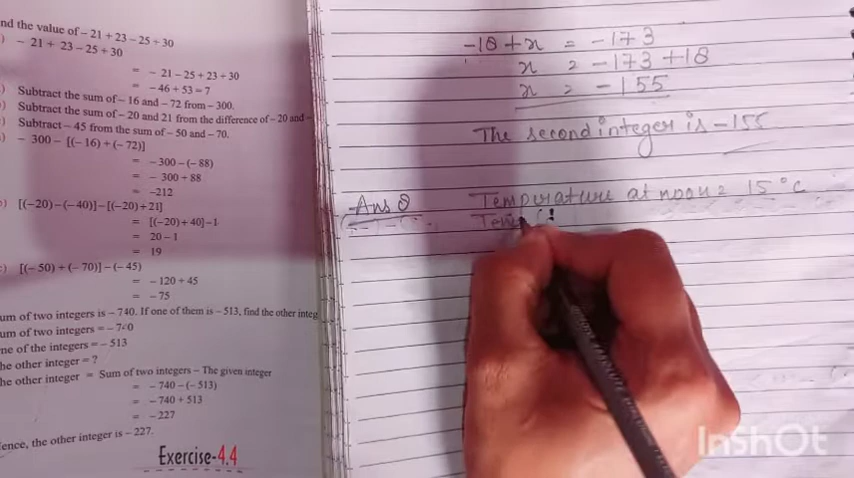 nd the value of – 21 + 23 – 25 + 30
) – 21 + 23 – 25 + 30
= – 21 – 25 + 23 + 30
= – 46 + 53 = 7
) Subtract the sum of – 16 and – 72 from – 300.
) Subtract the sum of – 20 and 21 from the difference of – 20 and –
) Subtract – 45 from the sum of – 50 and – 70.
) – 300 – [(– 16) + (– 72)]
= – 300 – (– 88)
= – 300 + 88
= –212
) [(–20) – (– 40)] – [(– 20) + 21]
= [(–20) + 40] – 1
= 20 – 1
= 19
) [(– 50) + (– 70)] – (– 45)
= – 120 + 45
= – 75
um of two integers is – 740. If one of them is – 513, find the other integ
um of two integers = – 740
ne of the integers = – 513
he other integer = ?
he other integer = Sum of two integers – The given integer
= – 740 – (– 513)
= – 740 + 513
= – 227
ence, the other integer is – 227.
Exercise-4.4
-18 + x = -173
x = -173 + 18
x = -155
The second integer is -155
Ans 8 Temperature at noon = 15°C
Tem
InShOt